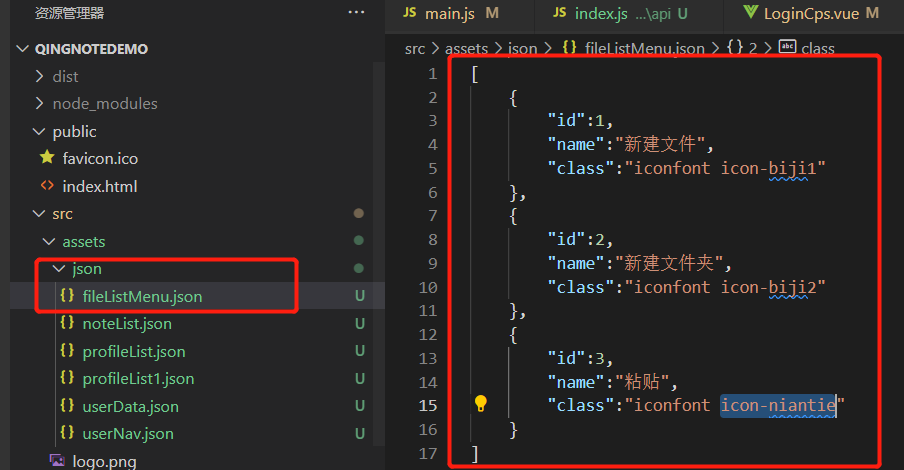 资源管理器 ···
QINGNOTEDEMO
dist
node_modules
public
favicon.ico
index.html
src
assets
json
{} fileListMenu.json U
{} noteList.json U
{} profileList.json U
{} profileList1.json U
{} userData.json U
{} userNav.json U
logo.png
JS main.js M
JS index.js ...\api U
LoginCps.vue M
src > assets > json > {} fileListMenu.json > {} 2 > abc class
1 [
2 {
3 "id":1,
4 "name":"新建文件",
5 "class":"iconfont icon-biji1"
6 },
7 {
8 "id":2,
9 "name":"新建文件夹",
10 "class":"iconfont icon-biji2"
11 },
12 {
13 "id":3,
14 "name":"粘贴",
15 "class":"iconfont icon-niantie"
16 }
17 ]